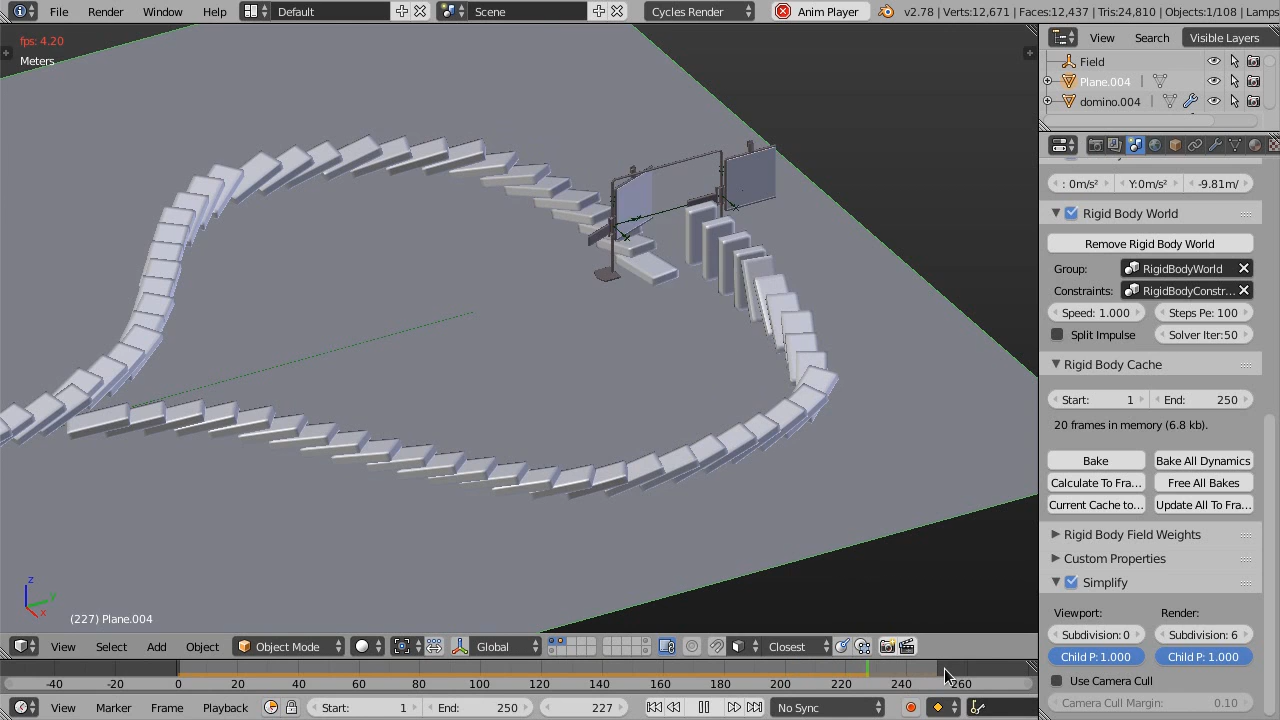 File Render Window Help Default Scene Cycles Render Anim Player v2.78 | Verts:12,671 | Faces:12,437 | Tris:24,810 | Objects:1/108 | Lamps
fps: 4.20
Meters
View Search Visible Layers
Field
Plane.004
domino.004
: 0m/s² Y:0m/s² -9.81m/
Rigid Body World
Remove Rigid Body World
Group: RigidBodyWorld
Constraints: RigidBodyConstr...
Speed: 1.000 Steps Pe: 100
Split Impulse Solver Iter:50
Rigid Body Cache
Start: 1 End: 250
20 frames in memory (6.8 kb).
Bake Bake All Dynamics
Calculate To Fra... Free All Bakes
Current Cache to... Update All To Fra...
Rigid Body Field Weights
Custom Properties
Simplify
Viewport: Render:
Subdivision: 0 Subdivision: 6
Child P: 1.000 Child P: 1.000
Use Camera Cull
Camera Cull Margin: 0.10
z
y
x
(227) Plane.004
View Select Add Object Object Mode Global Closest
-40 -20 0 20 40 60 80 100 120 140 160 180 200 220 240 260
View Marker Frame Playback Start: 1 End: 250 227 No Sync